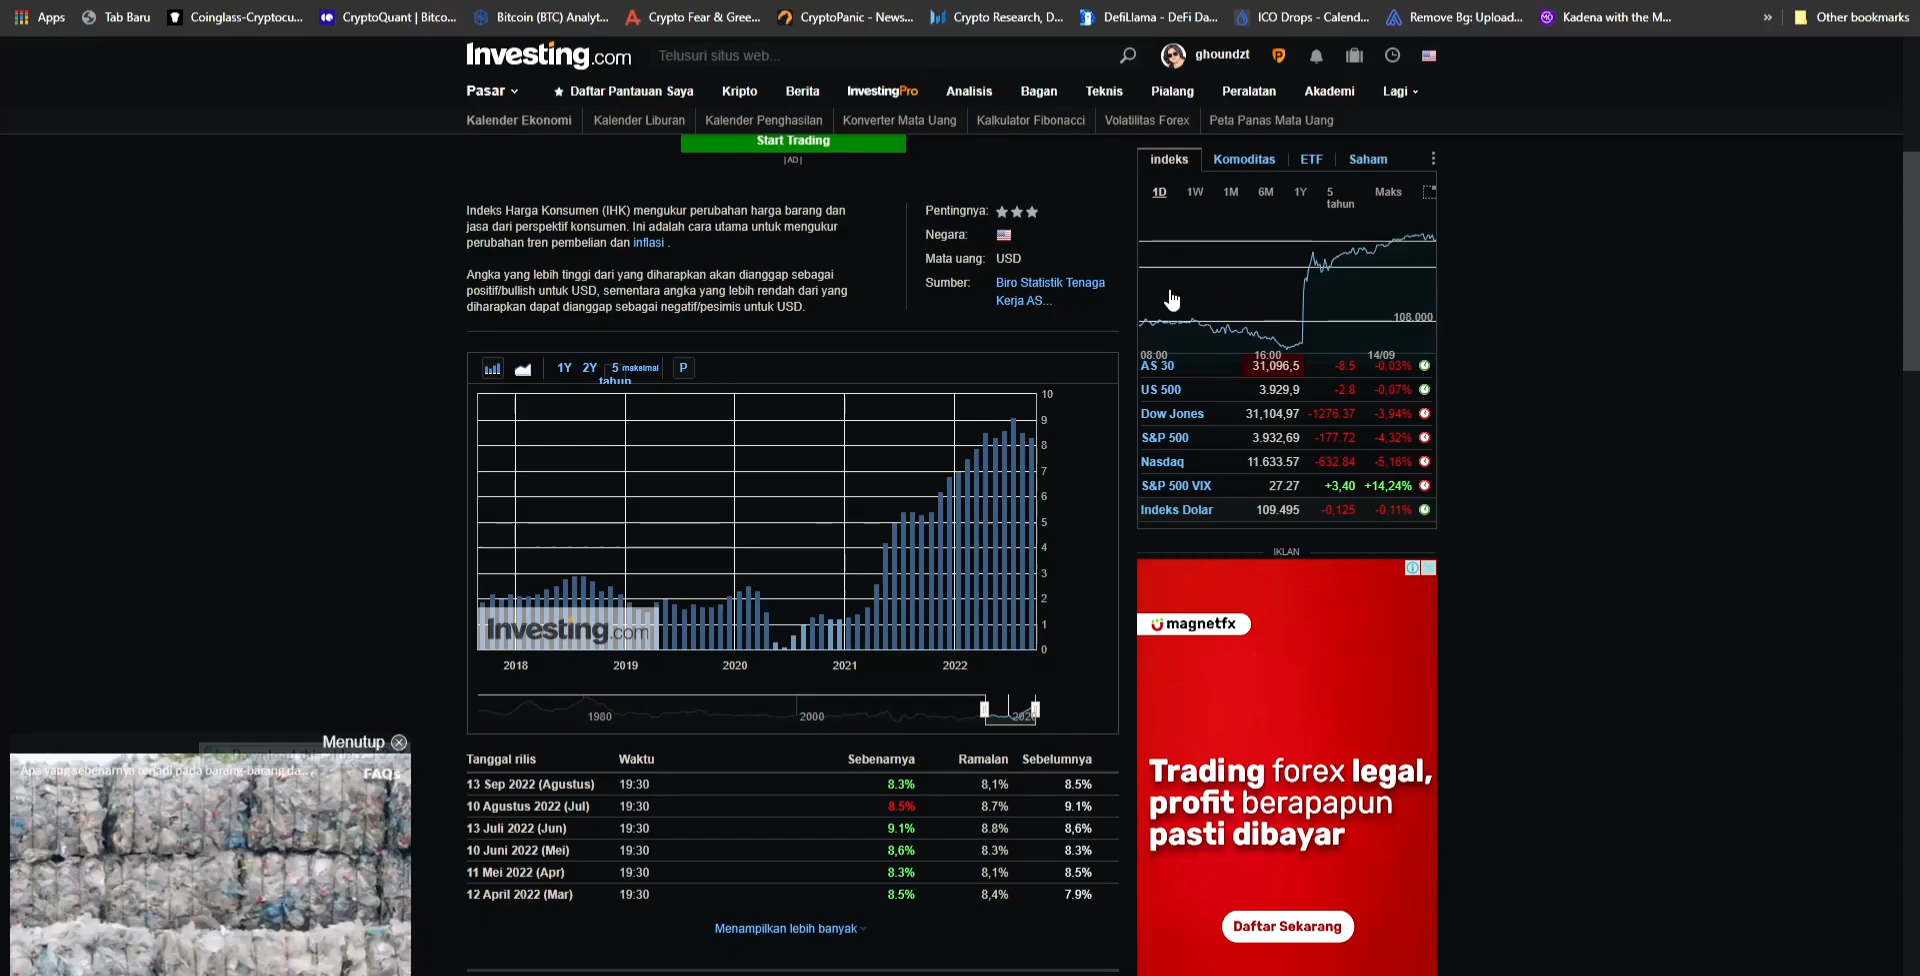 Apps Tab Baru Coinglass-Cryptocu... CryptoQuant | Bitco... Bitcoin (BTC) Analyt... Crypto Fear & Gree... CryptoPanic - News... Crypto Research, D... DefiLlama - DeFi Da... ICO Drops - Calend... Remove Bg: Upload... Kadena with the M... » Other bookmarks
Investing.com Telusuri situs web... ghoundzt
Pasar Daftar Pantauan Saya Kripto Berita InvestingPro Analisis Bagan Teknis Pialang Peralatan Akademi Lagi
Kalender Ekonomi Kalender Liburan Kalender Penghasilan Konverter Mata Uang Kalkulator Fibonacci Volatilitas Forex Peta Panas Mata Uang
Start Trading
| AD |
Indeks Harga Konsumen (IHK) mengukur perubahan harga barang dan
jasa dari perspektif konsumen. Ini adalah cara utama untuk mengukur
perubahan tren pembelian dan inflasi .
Angka yang lebih tinggi dari yang diharapkan akan dianggap sebagai
positif/bullish untuk USD, sementara angka yang lebih rendah dari yang
diharapkan dapat dianggap sebagai negatif/pesimis untuk USD.
Pentingnya:
Negara:
Mata uang: USD
Sumber: Biro Statistik Tenaga
Kerja AS...
indeks Komoditas ETF Saham
1D 1W 1M 6M 1Y 5 tahun Maks
108.000
08:00 16:00 14/09
AS 30 31,096,5 -8.5 -0,03%
US 500 3.929,9 -2.8 -0,07%
Dow Jones 31,104,97 -1276.37 -3,94%
S&P 500 3.932,69 -177.72 -4,32%
Nasdaq 11.633.57 -632.84 -5,16%
S&P 500 VIX 27.27 +3,40 +14,24%
Indeks Dolar 109.495 -0,125 -0,11%
1Y 2Y 5 tahun maksimal P
10
9
8
7
6
5
4
3
2
1
0
Investing.com
2018 2019 2020 2021 2022
1980 2000 2020
Tanggal rilis Waktu Sebenarnya Ramalan Sebelumnya
13 Sep 2022 (Agustus) 19:30 8.3% 8,1% 8.5%
10 Agustus 2022 (Jul) 19:30 8.5% 8.7% 9.1%
13 Juli 2022 (Jun) 19:30 9.1% 8.8% 8,6%
10 Juni 2022 (Mei) 19:30 8,6% 8.3% 8.3%
11 Mei 2022 (Apr) 19:30 8.3% 8,1% 8.5%
12 April 2022 (Mar) 19:30 8.5% 8,4% 7.9%
Menampilkan lebih banyak
Menutup
Apa yang sebenarnya terjadi pada barang-barang da... FAQs
IKLAN
magnetfx
Trading forex legal,
profit berapapun
pasti dibayar
Daftar Sekarang